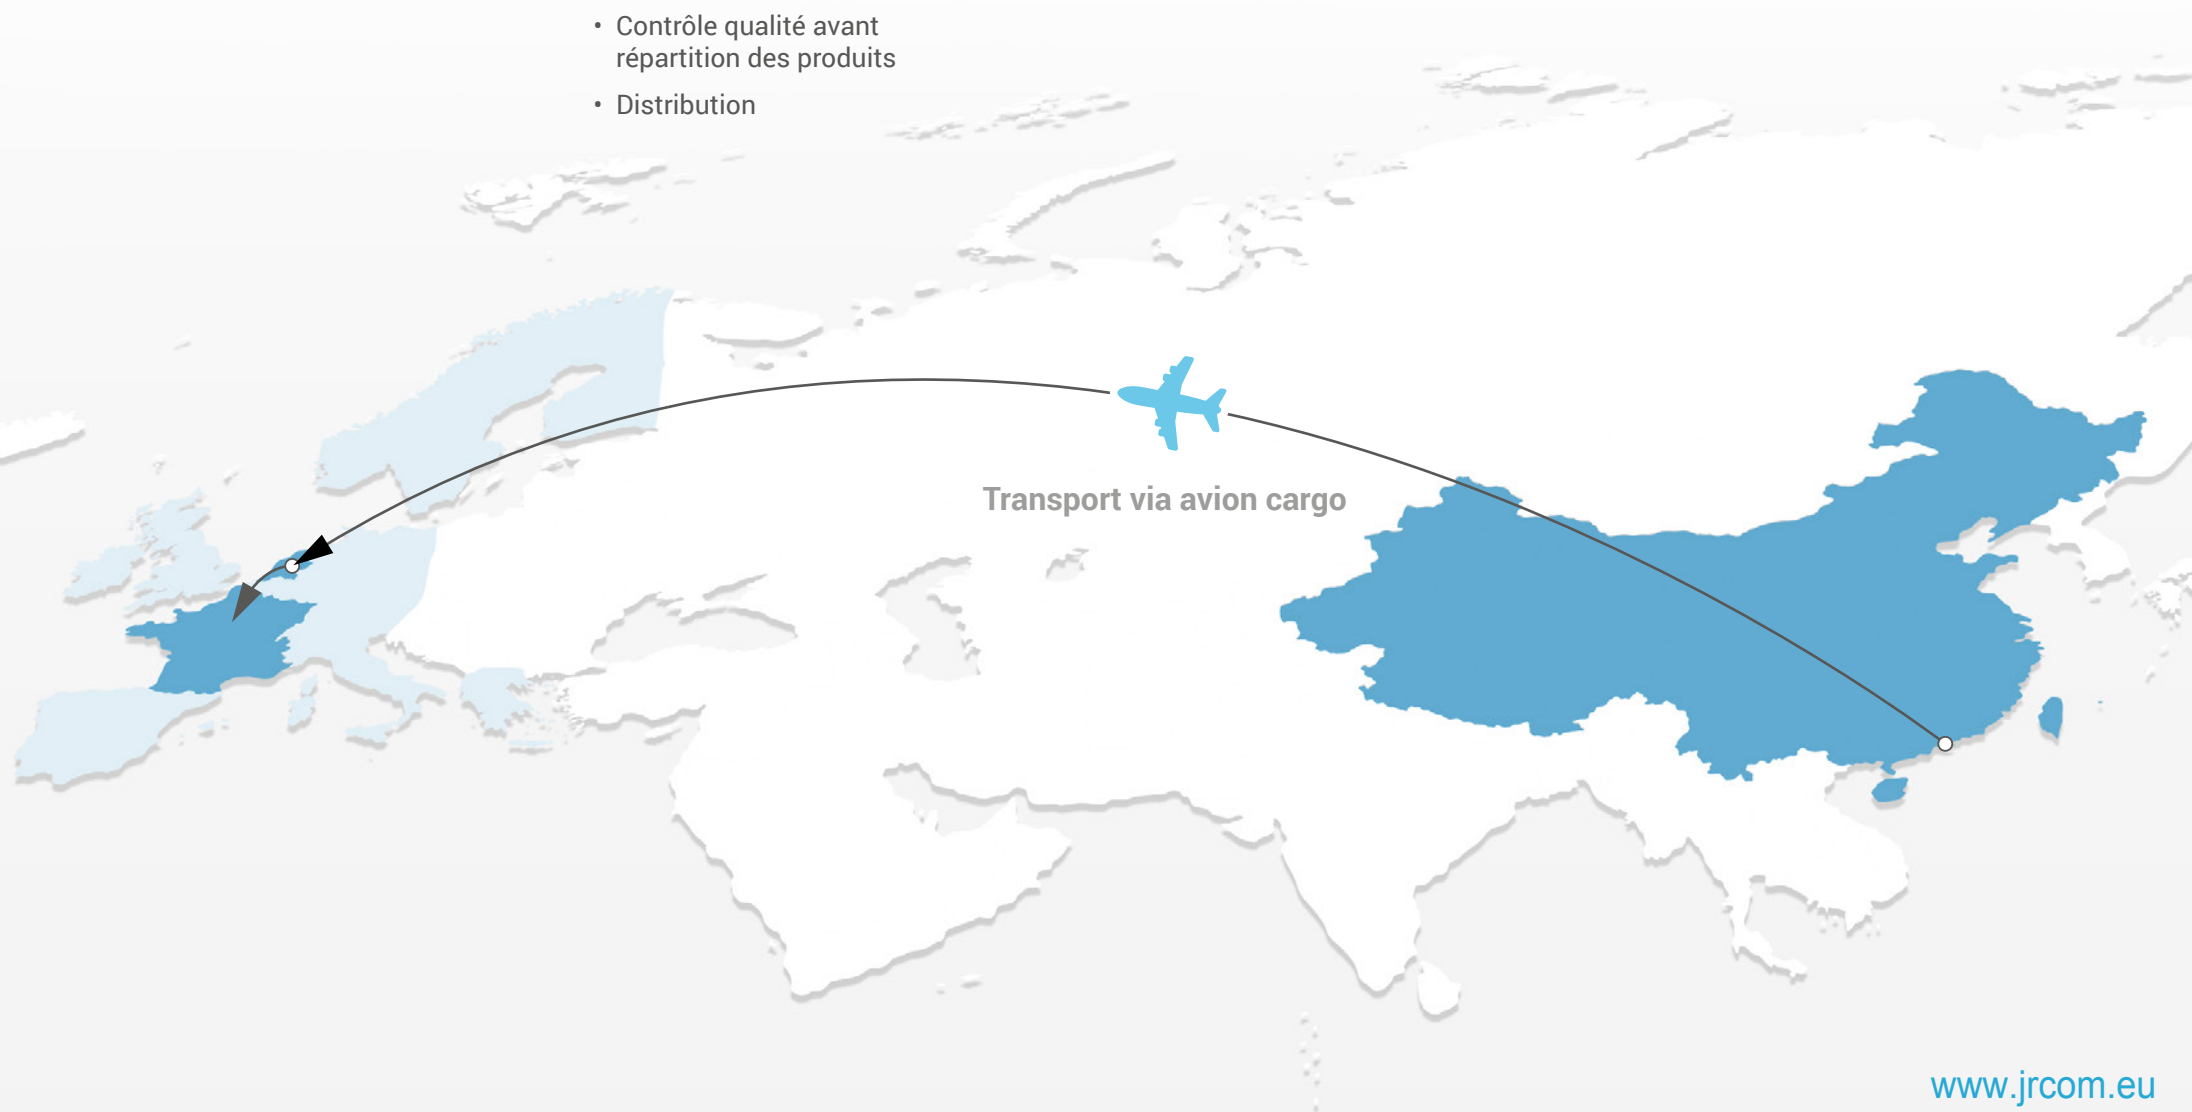 • Contrôle qualité avant
répartition des produits
• Distribution
Transport via avion cargo
www.jrcom.eu